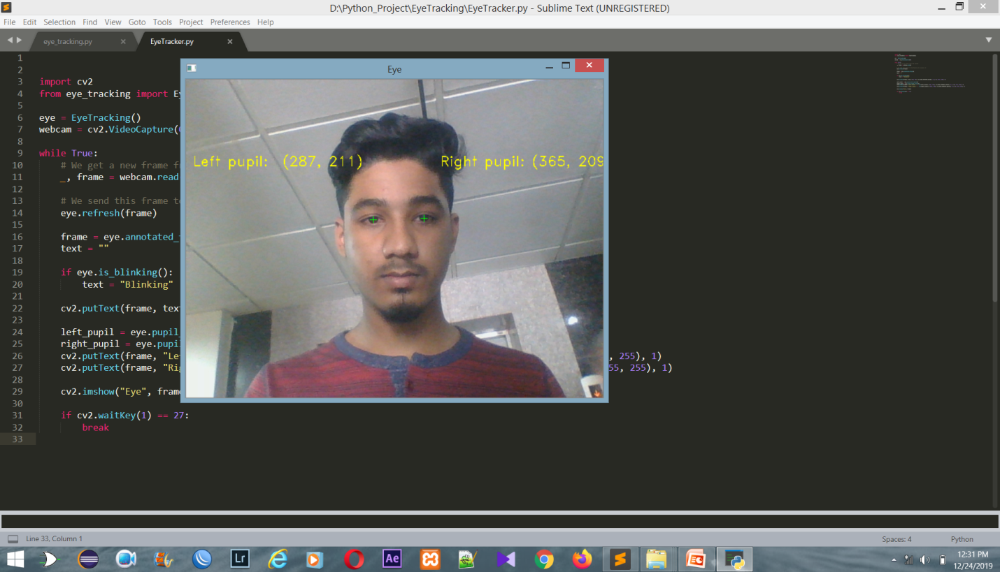 D:\Python_Project\EyeTracking\EyeTracker.py - Sublime Text (UNREGISTERED)
File Edit Selection Find View Goto Tools Project Preferences Help
eye_tracking.py EyeTracker.py
Eye
Left pupil: (287, 211) Right pupil: (365, 209
1
2
3 import cv2
4 from eye_tracking import Ey
5
6 eye = EyeTracking()
7 webcam = cv2.VideoCapture(
8
9 while True:
10 # We get a new frame f
11 _, frame = webcam.read
12
13 # We send this frame t
14 eye.refresh(frame)
15
16 frame = eye.annotated_
17 text = ""
18
19 if eye.is_blinking():
20 text = "Blinking"
21
22 cv2.putText(frame, tex
23
24 left_pupil = eye.pupil_
25 right_pupil = eye.pupil
26 cv2.putText(frame, "Le , 255), 1)
27 cv2.putText(frame, "Ri 55, 255), 1)
28
29 cv2.imshow("Eye", frame
30
31 if cv2.waitKey(1) == 27:
32 break
33
Line 33, Column 1 Spaces: 4 Python
Lr Ae
12:31 PM
12/24/2019